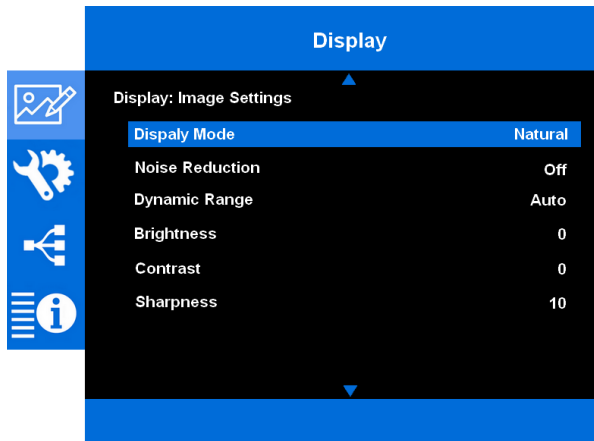 Display
Display: Image Settings
Dispaly Mode Natural
Noise Reduction Off
Dynamic Range Auto
Brightness 0
Contrast 0
Sharpness 10